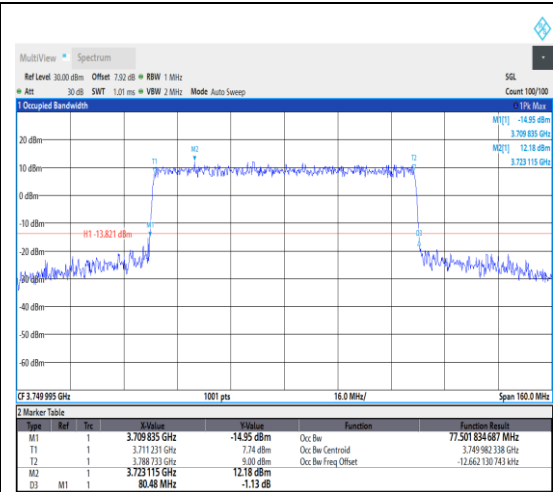 MultiView Spectrum
Ref Level 30.00 dBm Offset 7.92 dB RBW 1 MHz SGL
Att 30 dB SWT 1.01 ms VBW 2 MHz Mode Auto Sweep Count 100/100
1 Occupied Bandwidth 1Pk Max
M1[1] -14.95 dBm
3.709 835 GHz
M2[1] 12.18 dBm
3.723 115 GHz
20 dBm
M2
T1 T2
10 dBm
0 dBm
-10 dBm
M1
H1 -13.821 dBm D3
-20 dBm
-30 dBm
-40 dBm
-50 dBm
-60 dBm
CF 3.749 995 GHz 1001 pts 16.0 MHz/ Span 160.0 MHz
2 Marker Table
Type Ref Trc X-Value Y-Value Function Function Result
M1 1 3.709 835 GHz -14.95 dBm Occ Bw 77.501 834 687 MHz
T1 1 3.711 231 GHz 7.74 dBm Occ Bw Centroid 3.749 982 338 GHz
T2 1 3.788 733 GHz 9.00 dBm Occ Bw Freq Offset -12.662 130 743 kHz
M2 1 3.723 115 GHz 12.18 dBm
D3 M1 1 80.48 MHz -1.13 dB